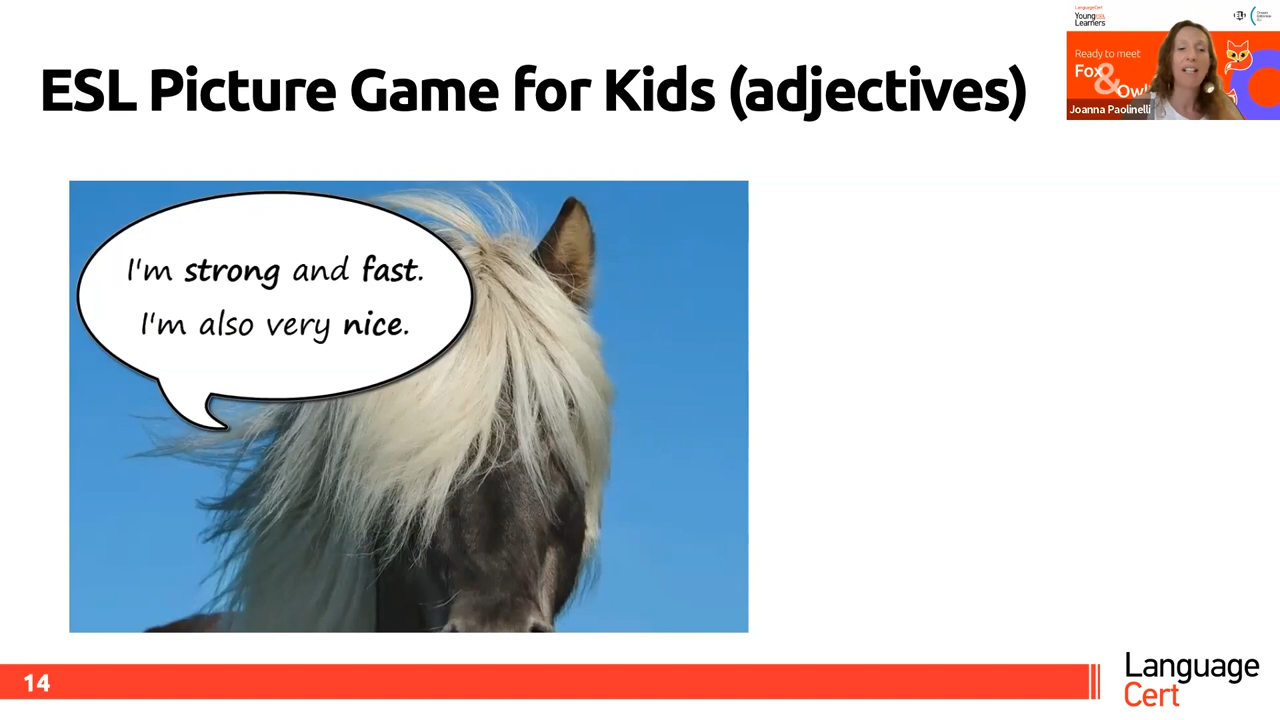 ESL Picture Game for Kids (adjectives)
LanguageCert
Young
Learners
Ready to meet
Fox
&
Owl
Joanna Paolinelli
I'm strong and fast.
I'm also very nice.
14
Language
Cert